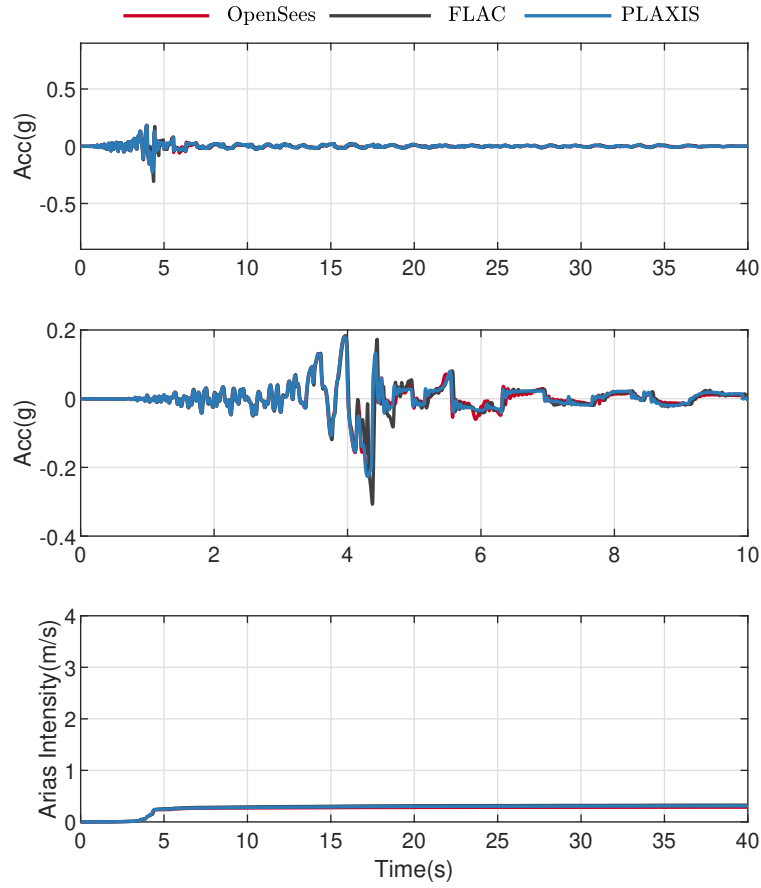 OpenSees FLAC PLAXIS
Acc(g)
0.5
0
-0.5
0 5 10 15 20 25 30 35 40
Acc(g)
0.2
0
-0.2
-0.4
0 2 4 6 8 10
Arias Intensity(m/s)
4
3
2
1
0
0 5 10 15 20 25 30 35 40
Time(s)